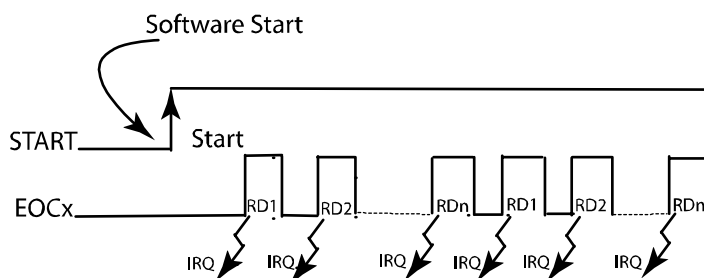 Software Start
START
Start
EOCx
RD1
RD2
RDn
RD1
RD2
RDn
IRQ
IRQ
IRQ
IRQ
IRQ
IRQ